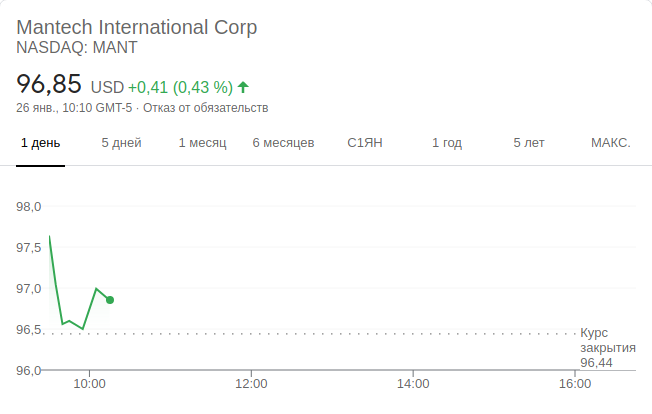 Mantech International Corp
NASDAQ: MANT
96,85 USD +0,41 (0,43 %)
26 янв., 10:10 GMT-5 · Отказ от обязательств
1 день 5 дней 1 месяц 6 месяцев С1ЯН 1 год 5 лет МАКС.
98,0
97,5
97,0
96,5
96,0
Курс
закрытия
96,44
10:00 12:00 14:00 16:00